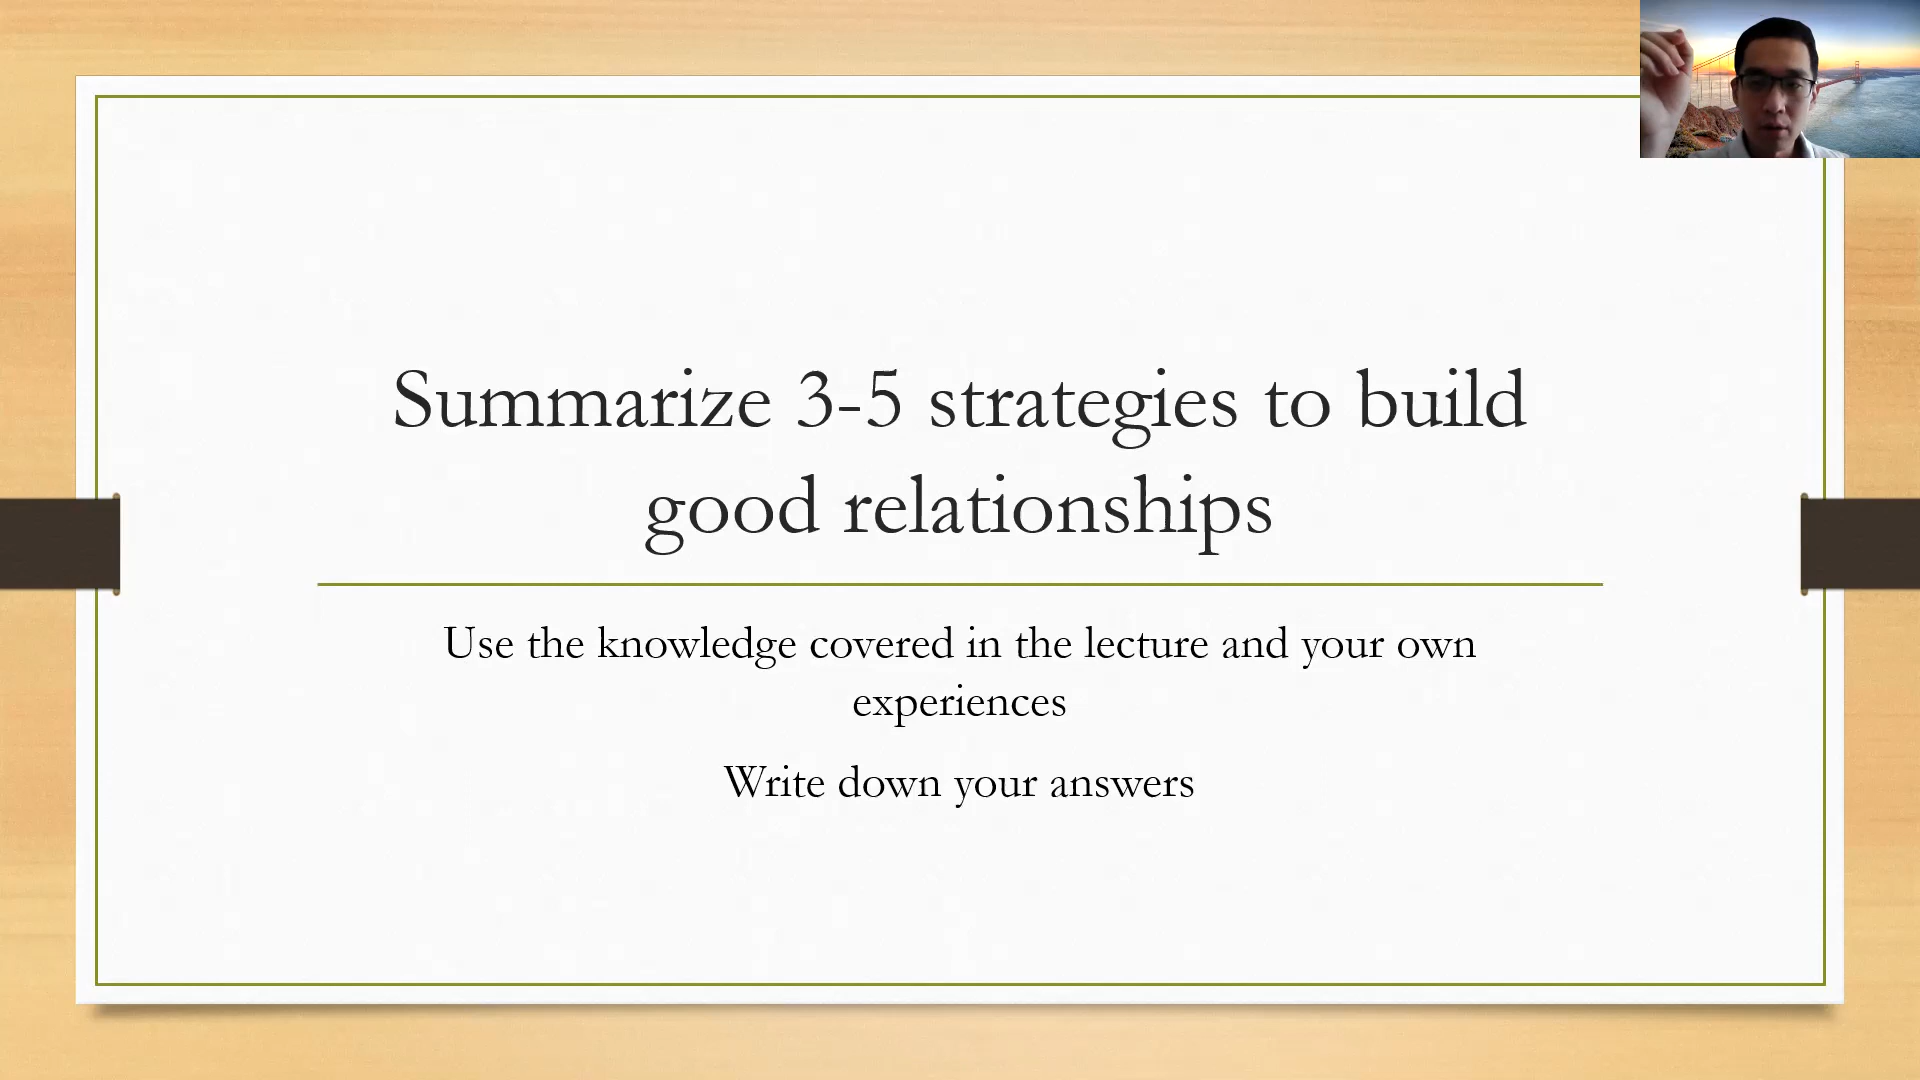 Summarize 3-5 strategies to build
good relationships
Use the knowledge covered in the lecture and your own
experiences
Write down your answers